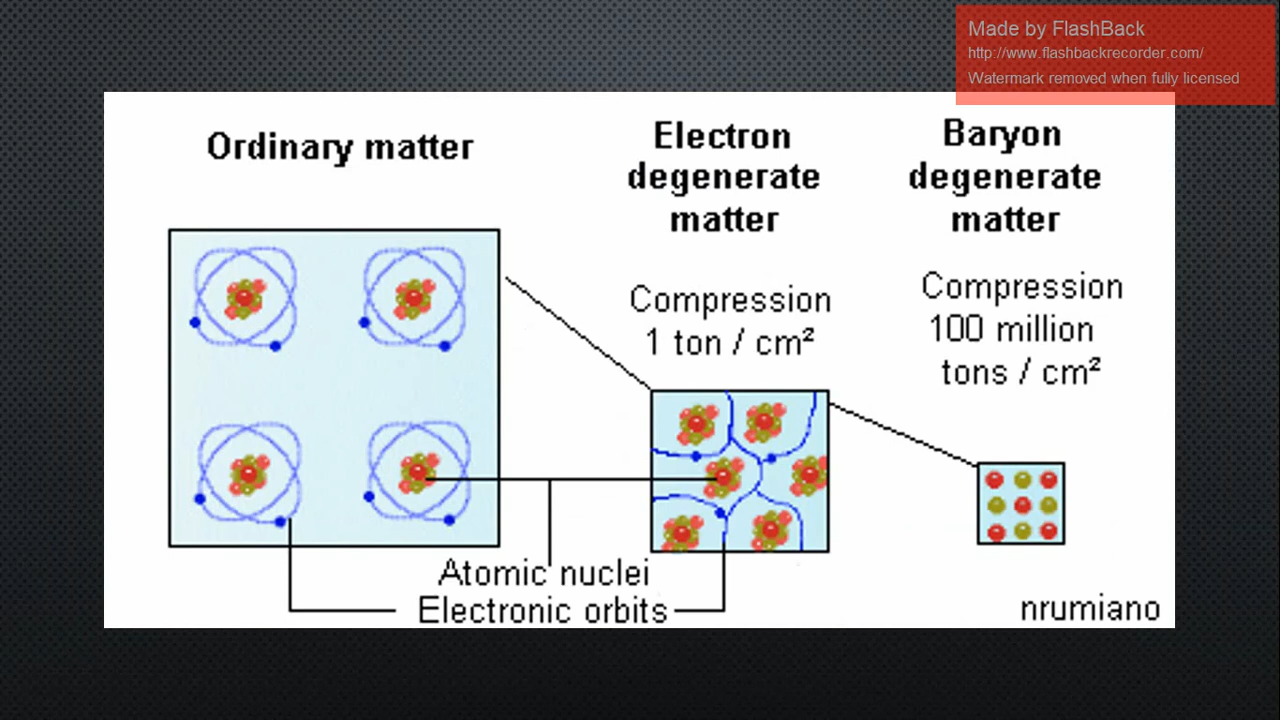 Made by FlashBack
http://www.flashbackrecorder.com/
Watermark removed when fully licensed
Ordinary matter
Electron
degenerate
matter
Compression
1 ton / cm²
Baryon
degenerate
matter
Compression
100 million
tons / cm²
Atomic nuclei
Electronic orbits
nrumiano